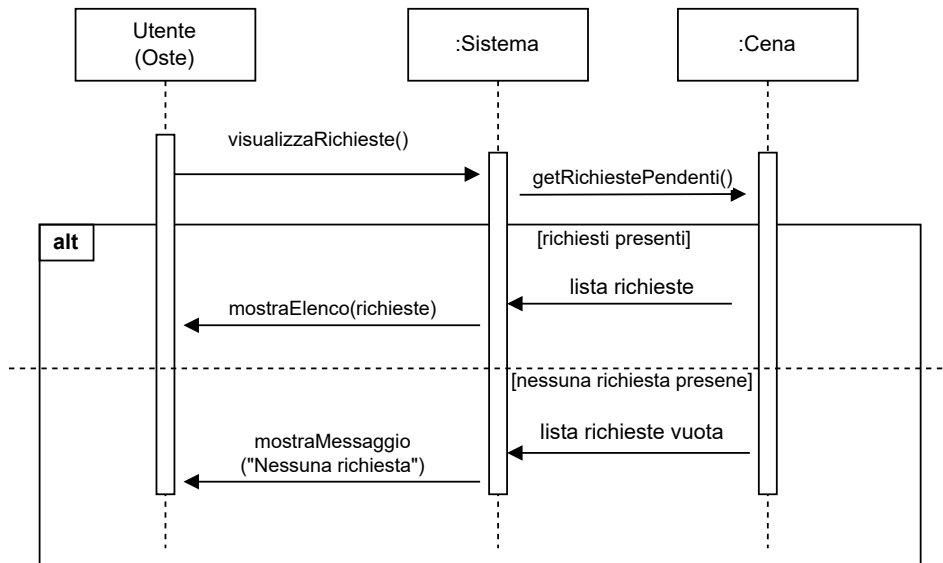 Utente
(Oste)
:Sistema
:Cena
visualizzaRichieste()
getRichiestePendenti()
alt
[richiesti presenti]
lista richieste
mostraElenco(richieste)
[nessuna richiesta presene]
lista richieste vuota
mostraMessaggio
("Nessuna richiesta")